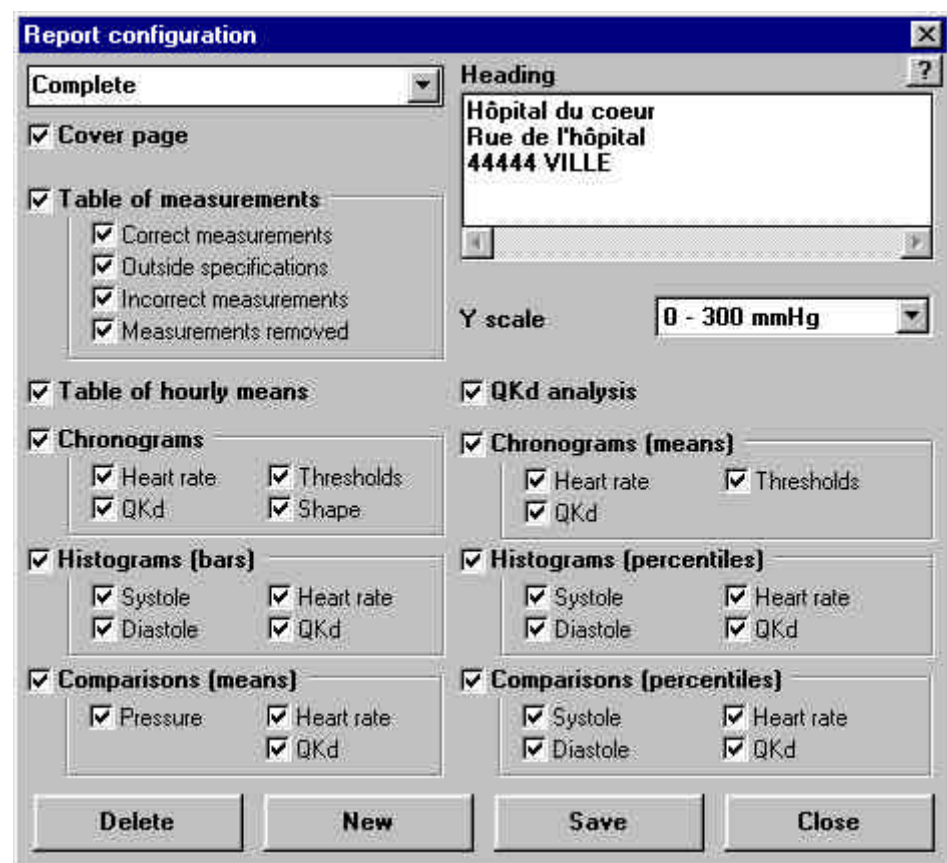 Report configuration
?
Complete
Heading
Hôpital du coeur
Rue de l'hôpital
44444 VILLE
Cover page
Table of measurements
Correct measurements
Outside specifications
Incorrect measurements
Measurements removed
Y scale
0 - 300 mmHg
Table of hourly means
QKd analysis
Chronograms
Heart rate
Thresholds
QKd
Shape
Chronograms (means)
Heart rate
Thresholds
QKd
Histograms (bars)
Systole
Heart rate
Diastole
QKd
Histograms (percentiles)
Systole
Heart rate
Diastole
QKd
Comparisons (means)
Pressure
Heart rate
QKd
Comparisons (percentiles)
Systole
Heart rate
Diastole
QKd
Delete
New
Save
Close